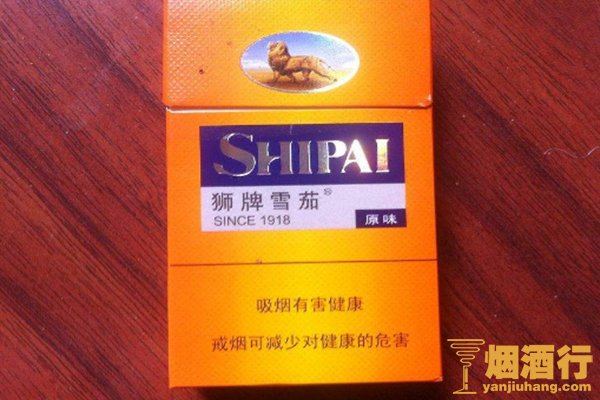 SHIPAI
狮牌雪茄®
SINCE 1918
原味
吸烟有害健康
戒烟可减少对健康的危害
烟酒行
yanjiuhang.com